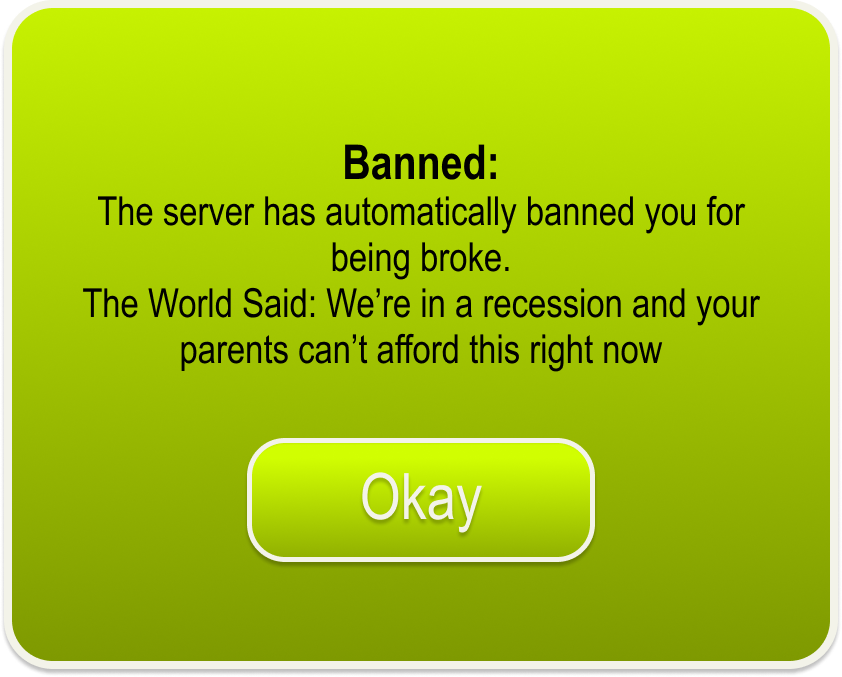 Banned:
The server has automatically banned you for
being broke.
The World Said: We’re in a recession and your
parents can’t afford this right now
Okay